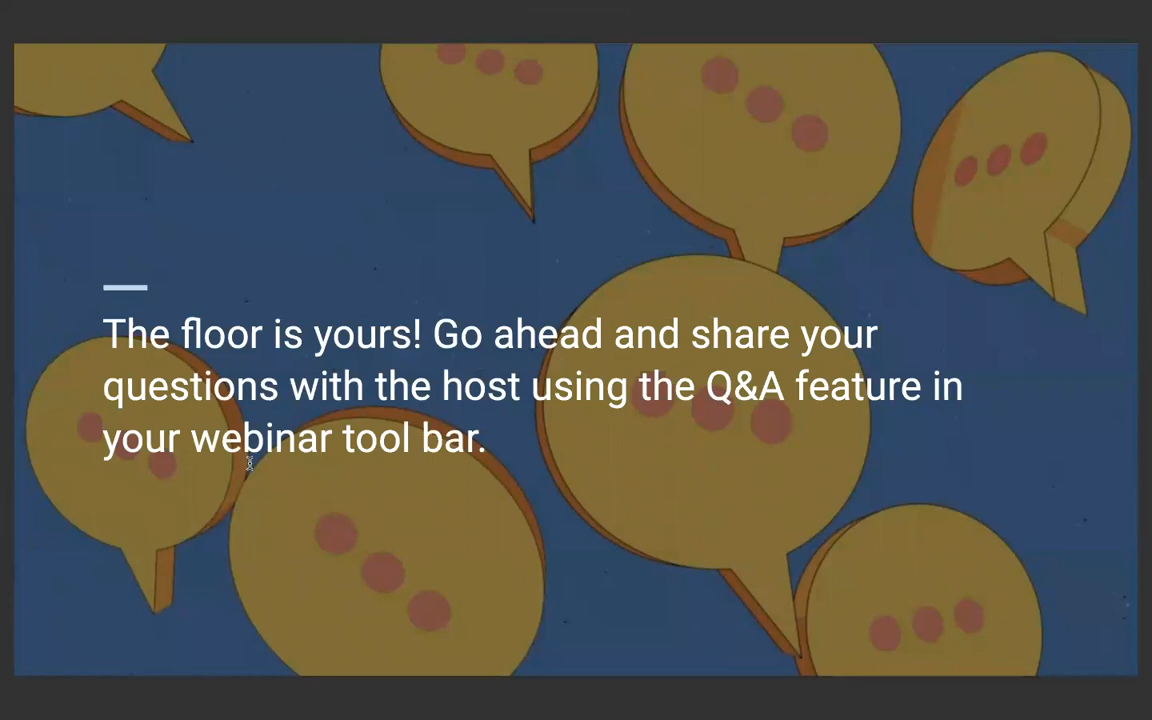 The floor is yours! Go ahead and share your
questions with the host using the Q&A feature in
your webinar tool bar.